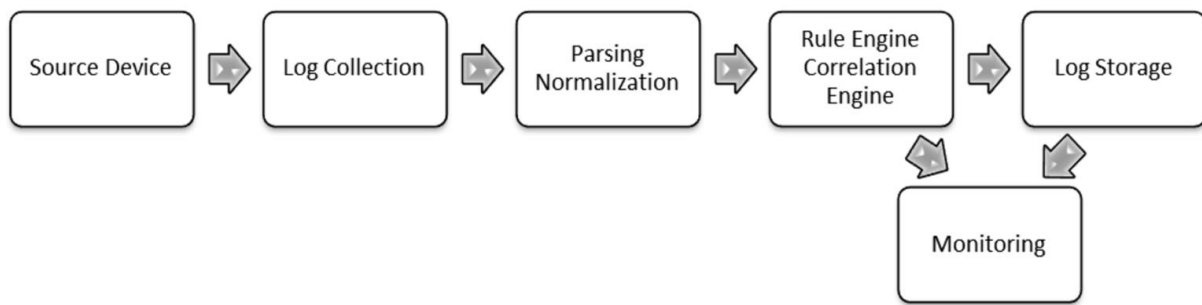 Source Device
Log Collection
Parsing
Normalization
Rule Engine
Correlation
Engine
Log Storage
Monitoring